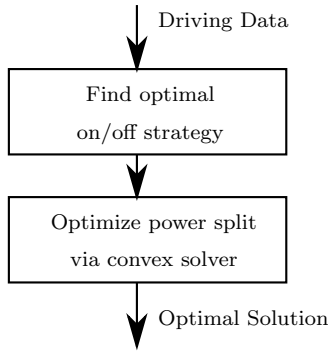 Driving Data
Find optimal
on/off strategy
Optimize power split
via convex solver
Optimal Solution